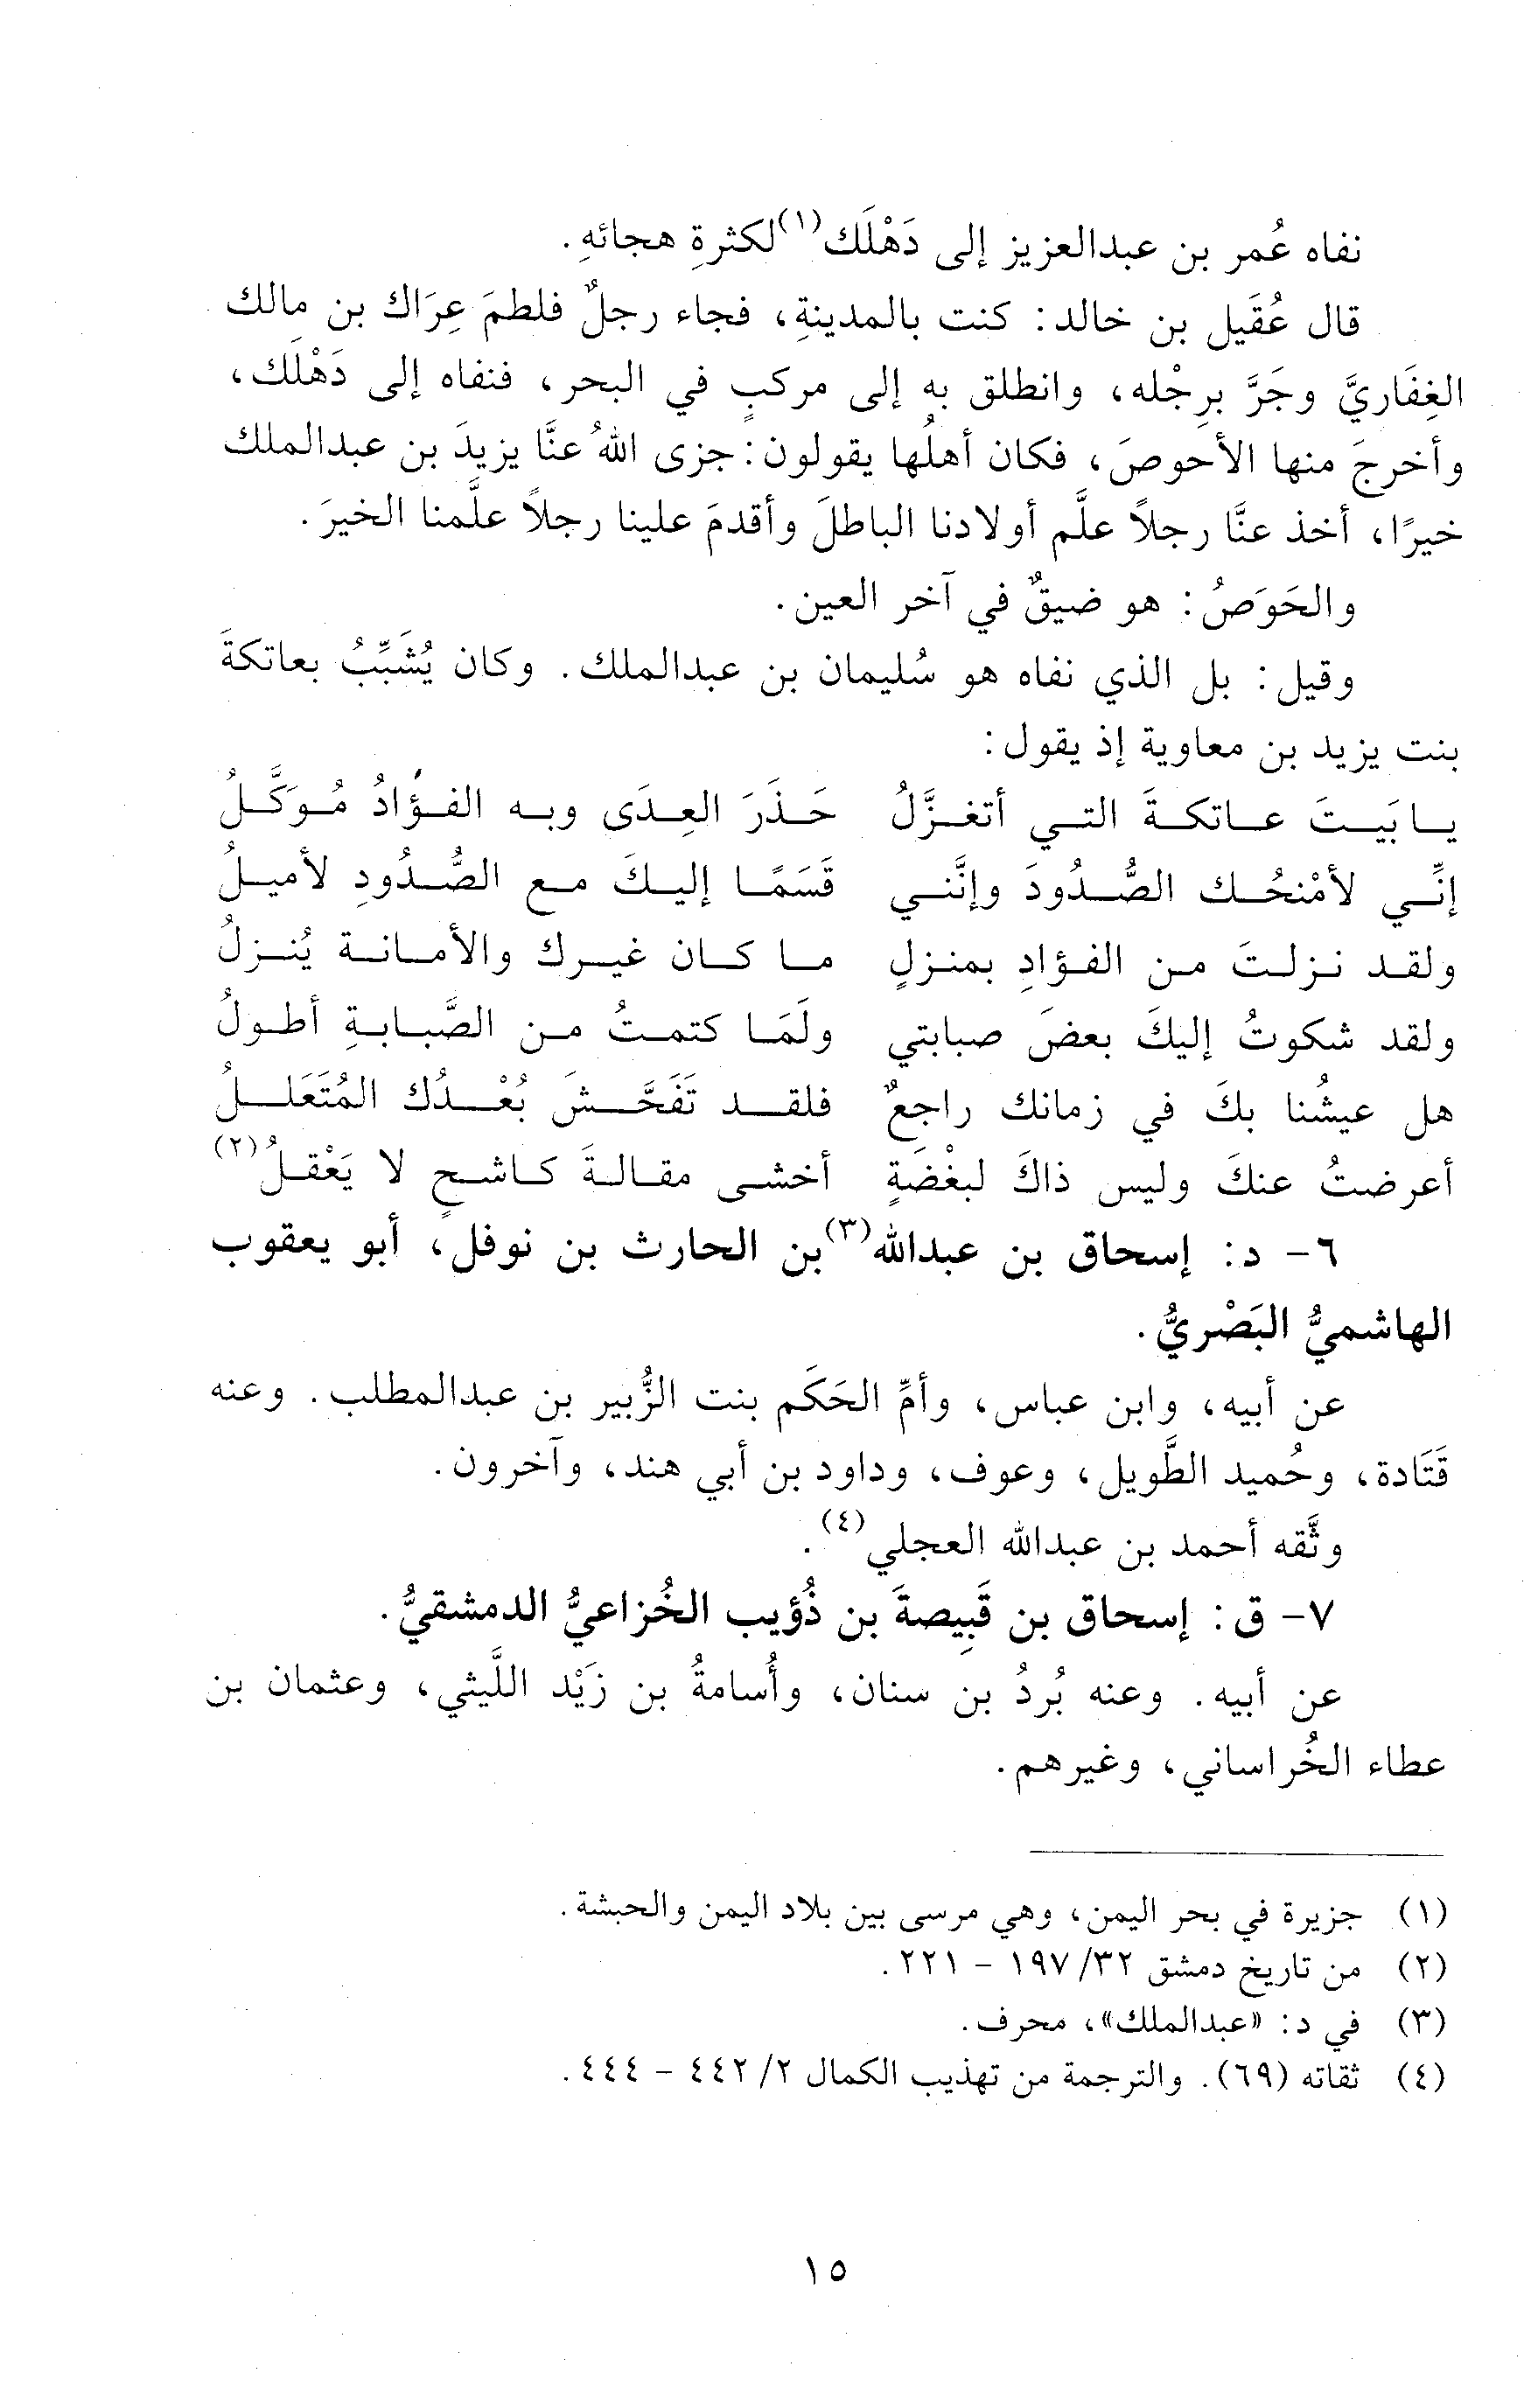 نفاه عُمر بن عبدالعزيز إلى دَهْلَك(١) لكثرةِ هجائهِ.
قال عُقَيل بن خالد: كنت بالمدينةِ، فجاء رجلٌ فلطمَ عِرَاك بن مالك
الغِفَاريَّ وجَرَّ برِجْله، وانطلق به إلى مركبٍ في البحر، فنفاه إلى دَهْلَك،
وأخرجَ منها الأحوصَ، فكان أهلُها يقولون: جزى اللهُ عنَّا يزيدَ بن عبدالملك
خيرًا، أخذ عنَّا رجلاً علَّم أولادنا الباطلَ وأقدمَ علينا رجلاً علَّمنا الخيرَ.
والحَوَصُ: هو ضيقٌ في آخر العين.
وقيل: بل الذي نفاه هو سُليمان بن عبدالملك. وكان يُشَبِّبُ بعاتكةَ
بنت يزيد بن معاوية إذ يقول:
يا بَيتَ عاتكةَ التي أتغزَّلُ حَذَرَ العِدَى وبه الفؤادُ مُوَكَّلُ
إنِّي لأمْنحُك الصُّدُودَ وإنَّني قَسَمًا إليكَ مع الصُّدُودِ لأميلُ
ولقد نزلتَ من الفؤادِ بمنزلٍ ما كان غيرك والأمانة يُنزلُ
ولقد شكوتُ إليكَ بعضَ صبابتي ولَمَا كتمتُ من الصَّبابةِ أطولُ
هل عيشُنا بكَ في زمانك راجعٌ فلقد تَفَحَّشَ بُعْدُك المُتَعَللُ
أعرضتُ عنكَ وليس ذاكَ لبغْضَةٍ أخشى مقالةَ كاشحٍ لا يَعْقلُ(٢)
٦- د: إسحاق بن عبدالله(٣) بن الحارث بن نوفل، أبو يعقوب
الهاشميُّ البَصْريُّ.
عن أبيه، وابن عباس، وأمِّ الحَكَم بنت الزُّبير بن عبدالمطلب. وعنه
قَتَادة، وحُميد الطَّويل، وعوف، وداود بن أبي هند، وآخرون.
وثَّقه أحمد بن عبدالله العجلي(٤).
٧- ق: إسحاق بن قَبِيصةَ بن ذُؤيب الخُزاعيُّ الدمشقيُّ.
عن أبيه. وعنه بُردُ بن سنان، وأُسامةُ بن زَيْد اللَّيثي، وعثمان بن
عطاء الخُراساني، وغيرهم.
(١) جزيرة في بحر اليمن، وهي مرسى بين بلاد اليمن والحبشة.
(٢) من تاريخ دمشق ٣٢/ ١٩٧ - ٢٢١.
(٣) في د: «عبدالملك»، محرف.
(٤) ثقاته (٦٩). والترجمة من تهذيب الكمال ٢/ ٤٤٢ - ٤٤٤.
١٥